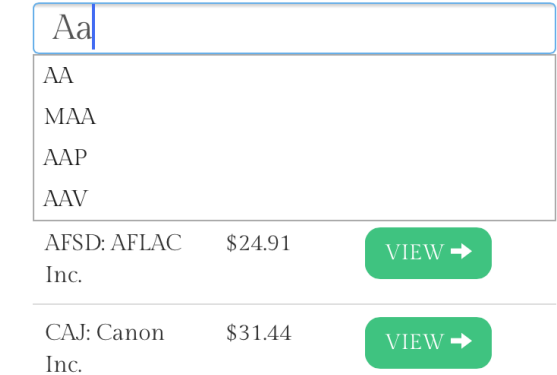 Aa
AA
MAA
AAP
AAV
AFSD: AFLAC $24.91 VIEW
Inc.
CAJ: Canon $31.44 VIEW
Inc.